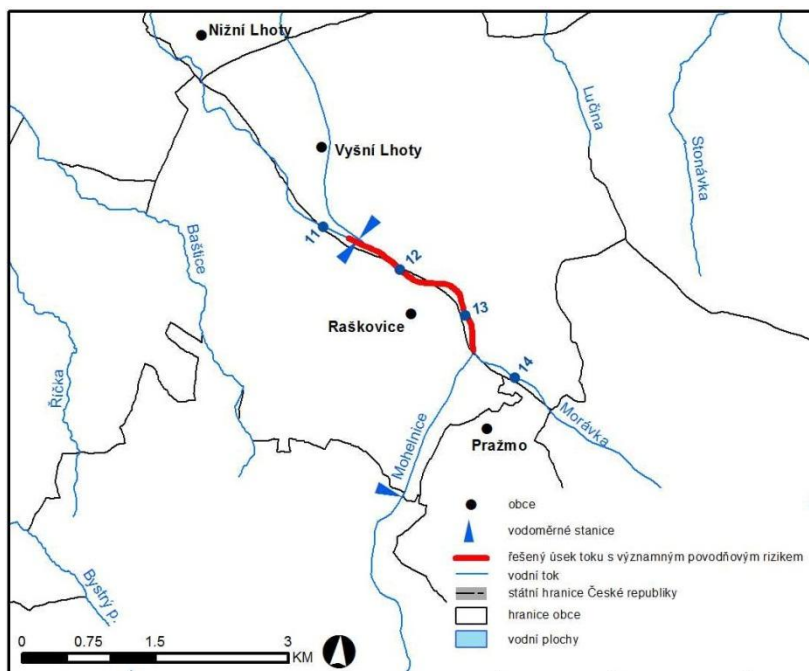 Nižní Lhoty
Vyšní Lhoty
Lučina
Stonávka
Baštice
11
12
13
Raškovice
14
Říčka
Mohelnice
Morávka
Pražmo
Bystrý p.
obce
vodoměrné stanice
řešený úsek toku s významným povodňovým rizikem
vodní tok
státní hranice České republiky
hranice obce
vodní plochy
0 0.75 1.5 3
KM